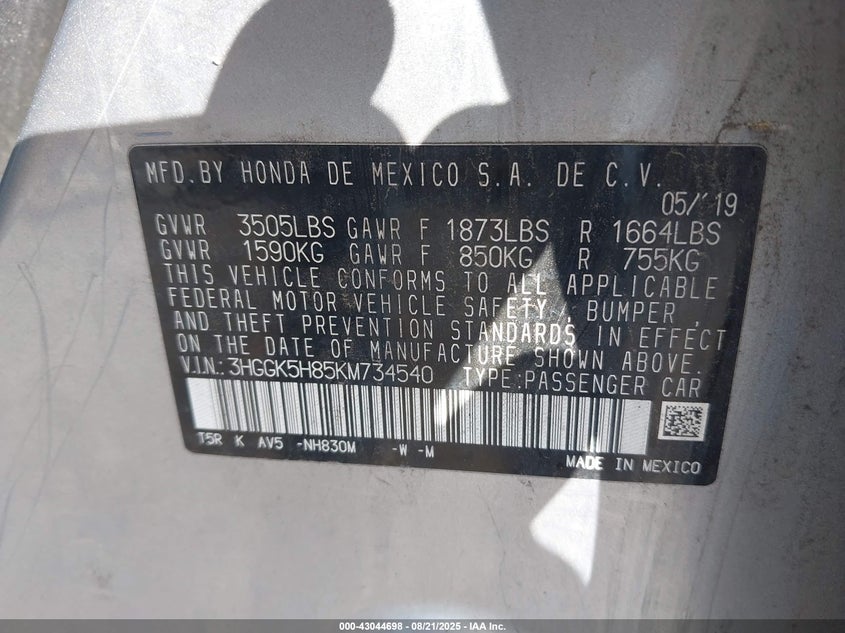 MFD.BY HONDA DE MEXICO S.A. DE C.V.
05/'19
GVWR 3505LBS GAWR F 1873LBS R 1664LBS
GVWR 1590KG GAWR F 850KG R 755KG
THIS VEHICLE CONFORMS TO ALL APPLICABLE
FEDERAL MOTOR VEHICLE SAFETY, BUMPER,
AND THEFT PREVENTION STANDARDS IN EFFECT
ON THE DATE OF MANUFACTURE SHOWN ABOVE.
V.I.N.: 3HGGK5H85KM734540 TYPE:PASSENGER CAR
T5R K AV5 -NH830M -W -M
MADE IN MEXICO
000-43044698 - 08/21/2025 - IAA Inc.